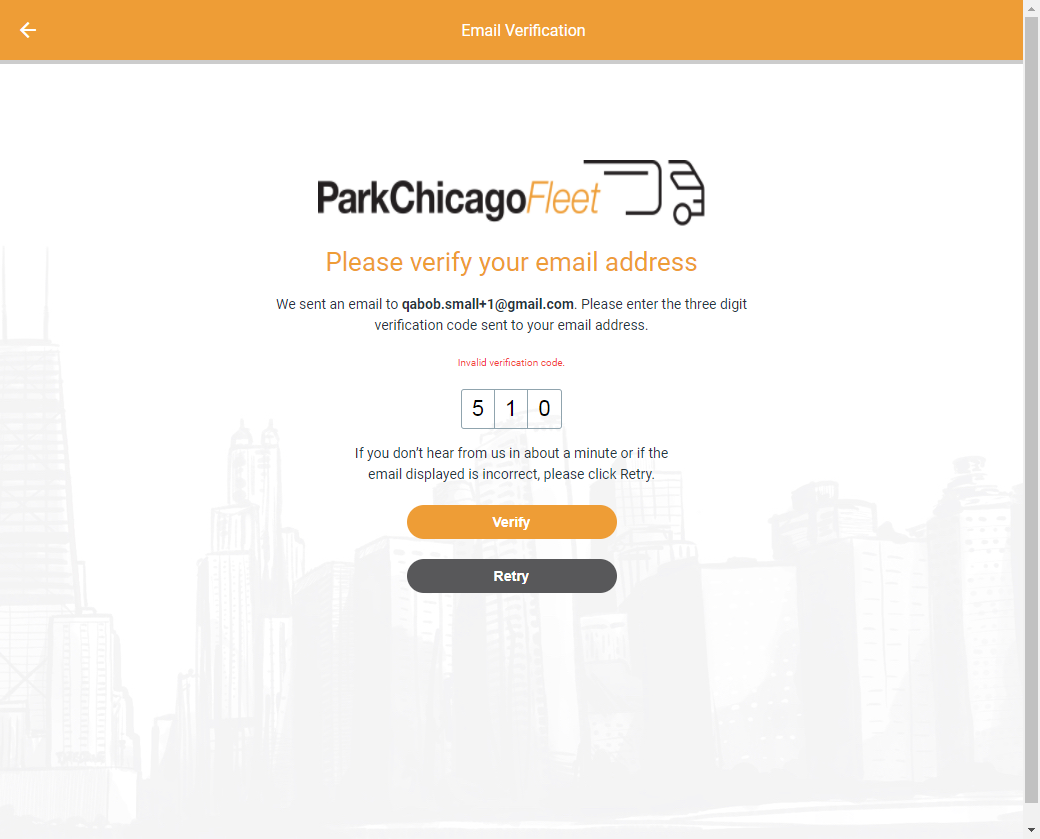 Email Verification
ParkChicagoFleet
Please verify your email address
We sent an email to qabob.small+1@gmail.com. Please enter the three digit
verification code sent to your email address.
Invalid verification code.
5 1 0
If you don’t hear from us in about a minute or if the
email displayed is incorrect, please click Retry.
Verify
Retry